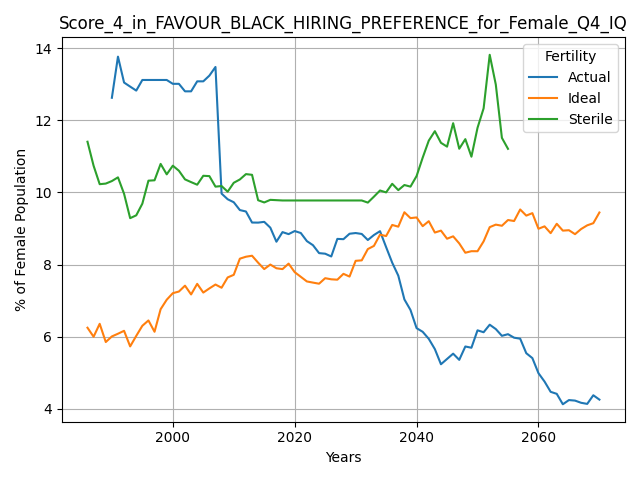 Score_4_in_FAVOUR_BLACK_HIRING_PREFERENCE_for_Female_Q4_IQ
14
12
10
8
6
4
% of Female Population
Fertility
Actual
Ideal
Sterile
2000
2020
2040
2060
Years